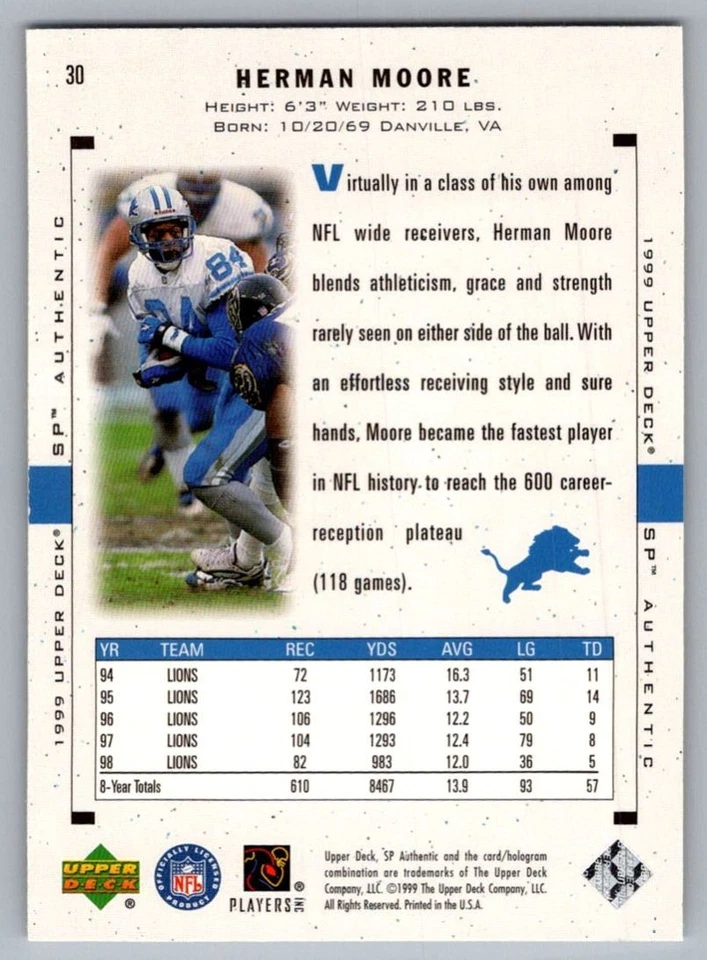 30
HERMAN MOORE
HEIGHT: 6'3" WEIGHT: 210 LBS.
BORN: 10/20/69 DANVILLE, VA
SP™ AUTHENTIC
1999 UPPER DECK®
1999 UPPER DECK®
SP™ AUTHENTIC
84
84
Virtually in a class of his own among
NFL wide receivers, Herman Moore
blends athleticism, grace and strength
rarely seen on either side of the ball. With
an effortless receiving style and sure
hands, Moore became the fastest player
in NFL history to reach the 600 career-
reception plateau
(118 games).
YR TEAM REC YDS AVG LG TD
94 LIONS 72 1173 16.3 51 11
95 LIONS 123 1686 13.7 69 14
96 LIONS 106 1296 12.2 50 9
97 LIONS 104 1293 12.4 79 8
98 LIONS 82 983 12.0 36 5
8-Year Totals 610 8467 13.9 93 57
UPPER DECK ®
OFFICIALLY LICENSED PRODUCT
NFL
PLAYERS INC ®
Upper Deck, SP Authentic and the card/hologram
combination are trademarks of The Upper Deck
Company, LLC. ©1999 The Upper Deck Company, LLC.
All Rights Reserved. Printed in the U.S.A.